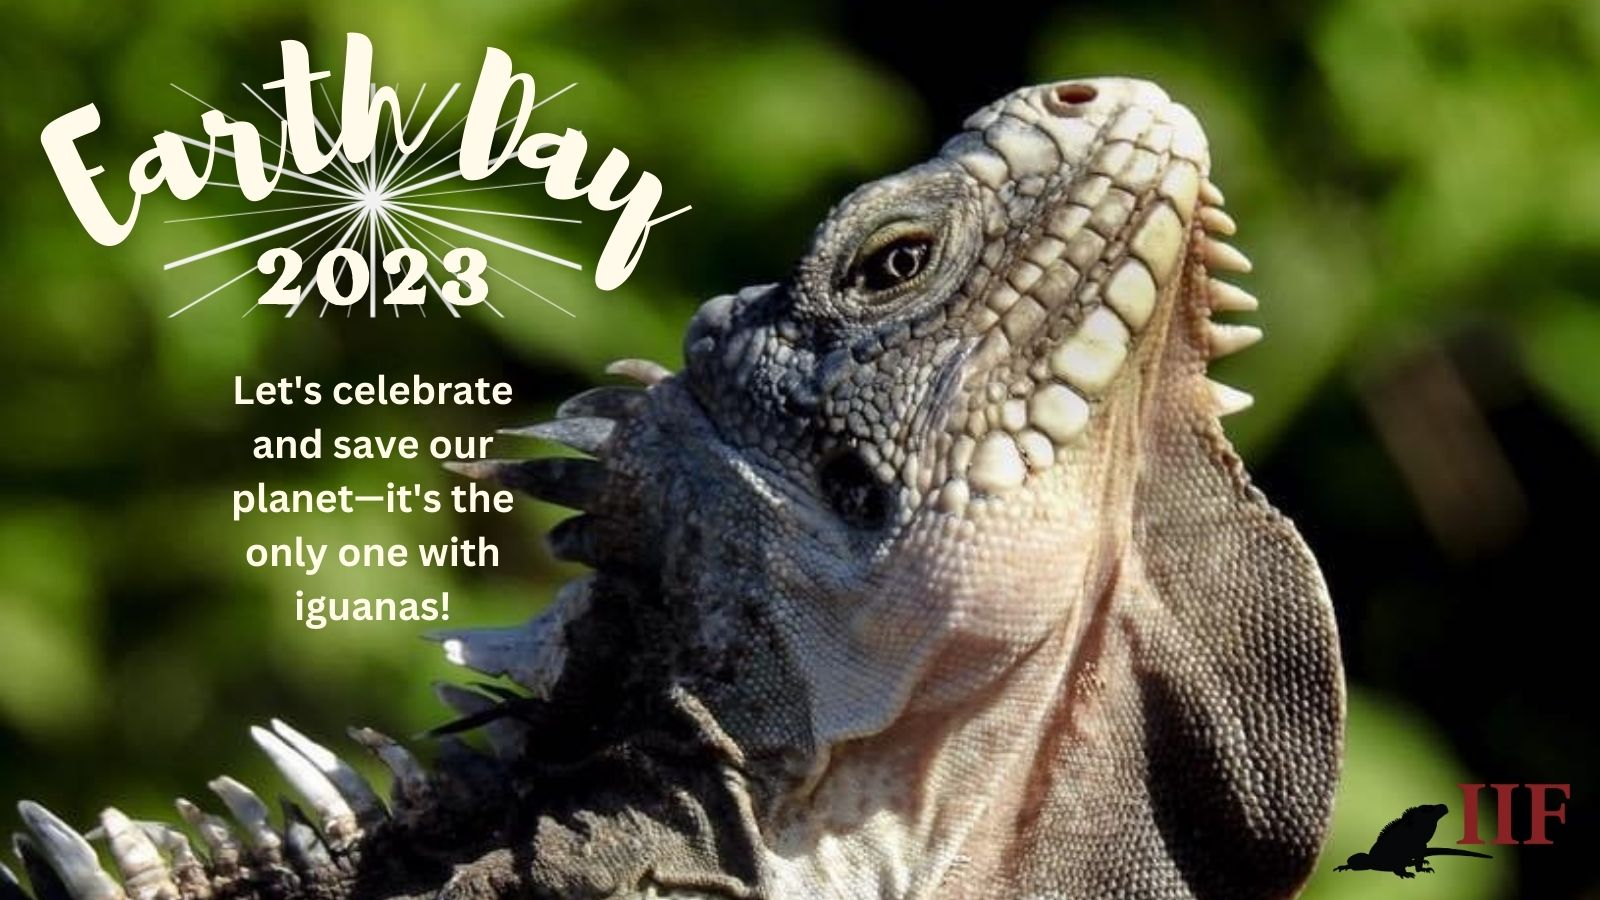 Earth Day
2023
Let's celebrate
and save our
planet—it's the
only one with
iguanas!
IIF